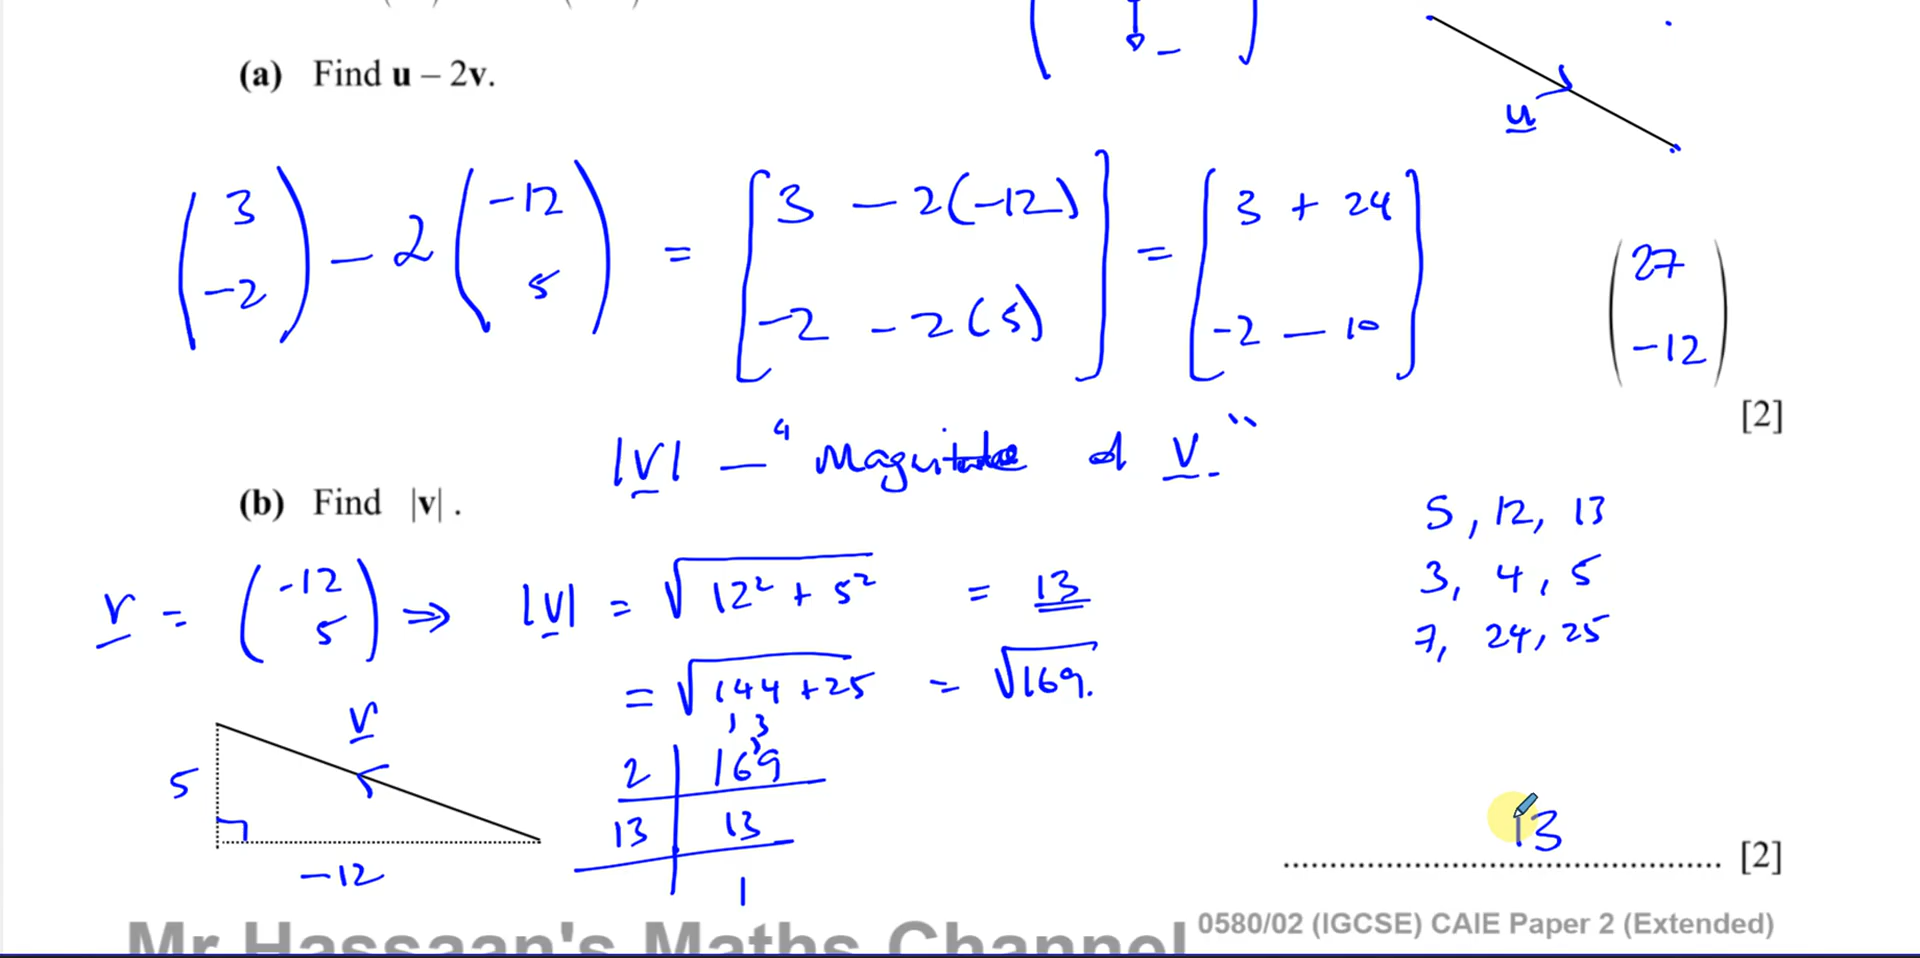 (a) Find u – 2v.
u
( 3 -2 ) – 2 ( -12 5 ) = [ 3 – 2(-12) -2 - 2(5) ] = [ 3 + 24 -2 – 10 ] ( 27 -12 )
[2]
|v| – "Magnitude of v"
(b) Find |v| .
5, 12, 13
3, 4, 5
7, 24, 25
v = ( -12 5 ) ⇒ |v| = √12² + 5² = 13
= √144 + 25 = √169.
v
5
-12
13
2 | 169
13 | 13
1
13
[2]
Mr Hassaan's Maths Channel
0580/02 (IGCSE) CAIE Paper 2 (Extended)